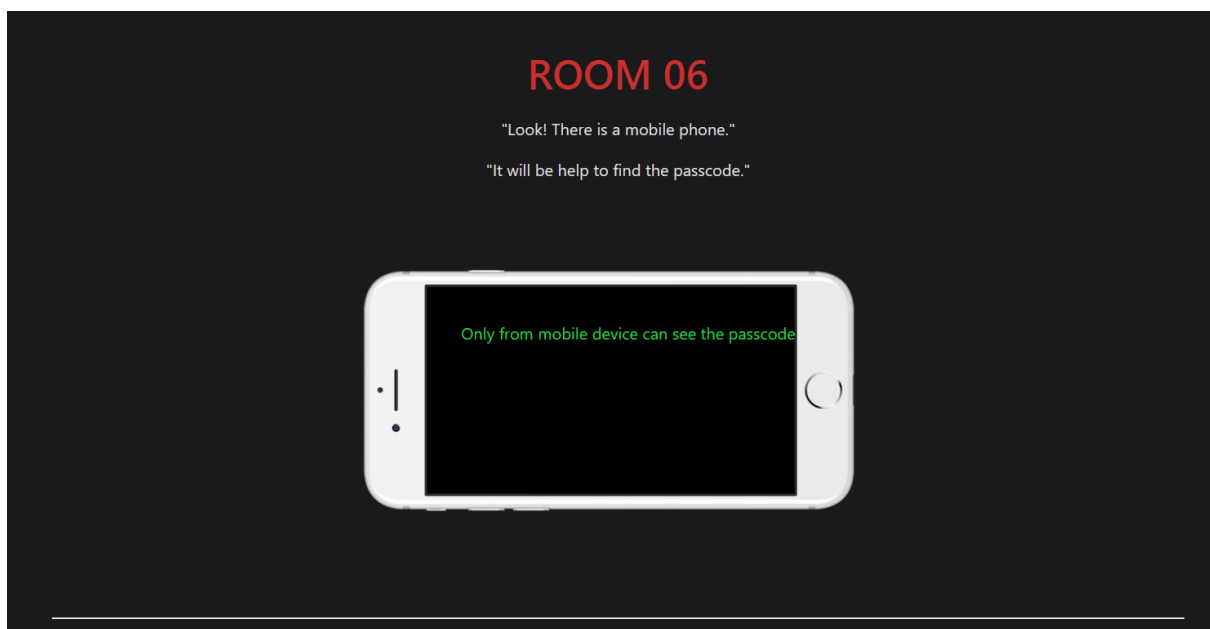 ROOM 06
"Look! There is a mobile phone."
"It will be help to find the passcode."
Only from mobile device can see the passcode